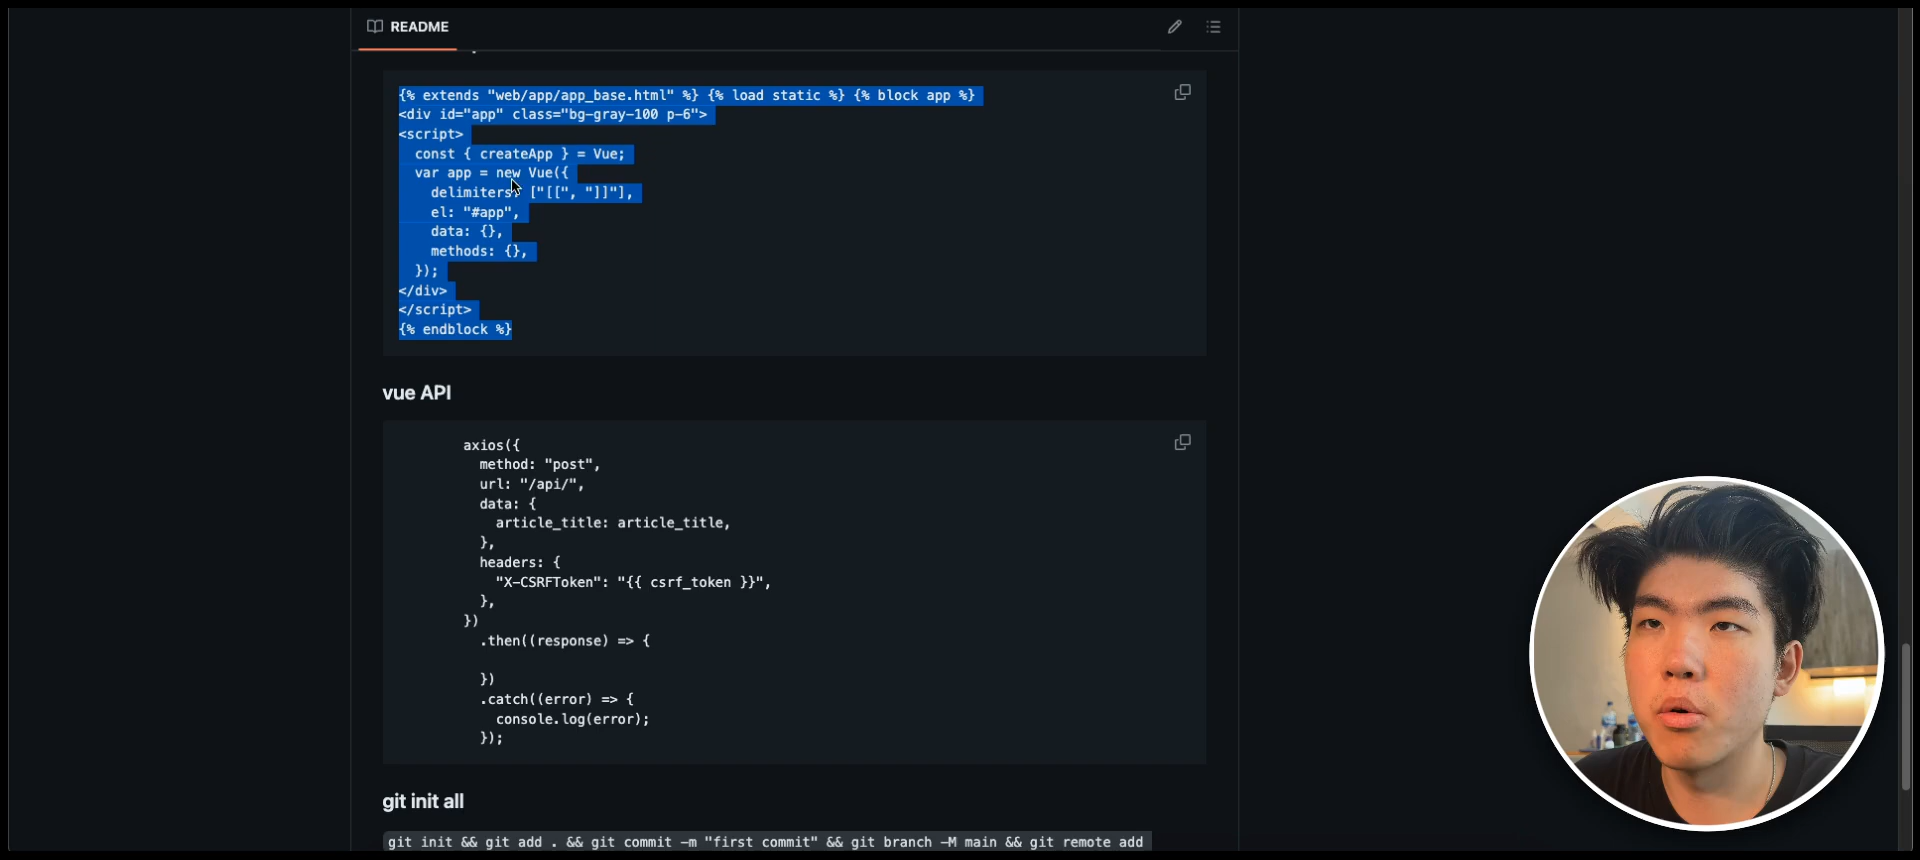 README
{% extends "web/app/app_base.html" %} {% load static %} {% block app %}
<div id="app" class="bg-gray-100 p-6">
<script>
  const { createApp } = Vue;
  var app = new Vue({
    delimiters: ["[[", "]]"],
    el: "#app",
    data: {},
    methods: {},
  });
</div>
</script>
{% endblock %}
vue API
axios({
  method: "post",
  url: "/api/",
  data: {
    article_title: article_title,
  },
  headers: {
    "X-CSRFToken": "{{ csrf_token }}",
  },
})
  .then((response) => {
  })
  .catch((error) => {
    console.log(error);
  });
git init all
git init && git add . && git commit -m "first commit" && git branch -M main && git remote add